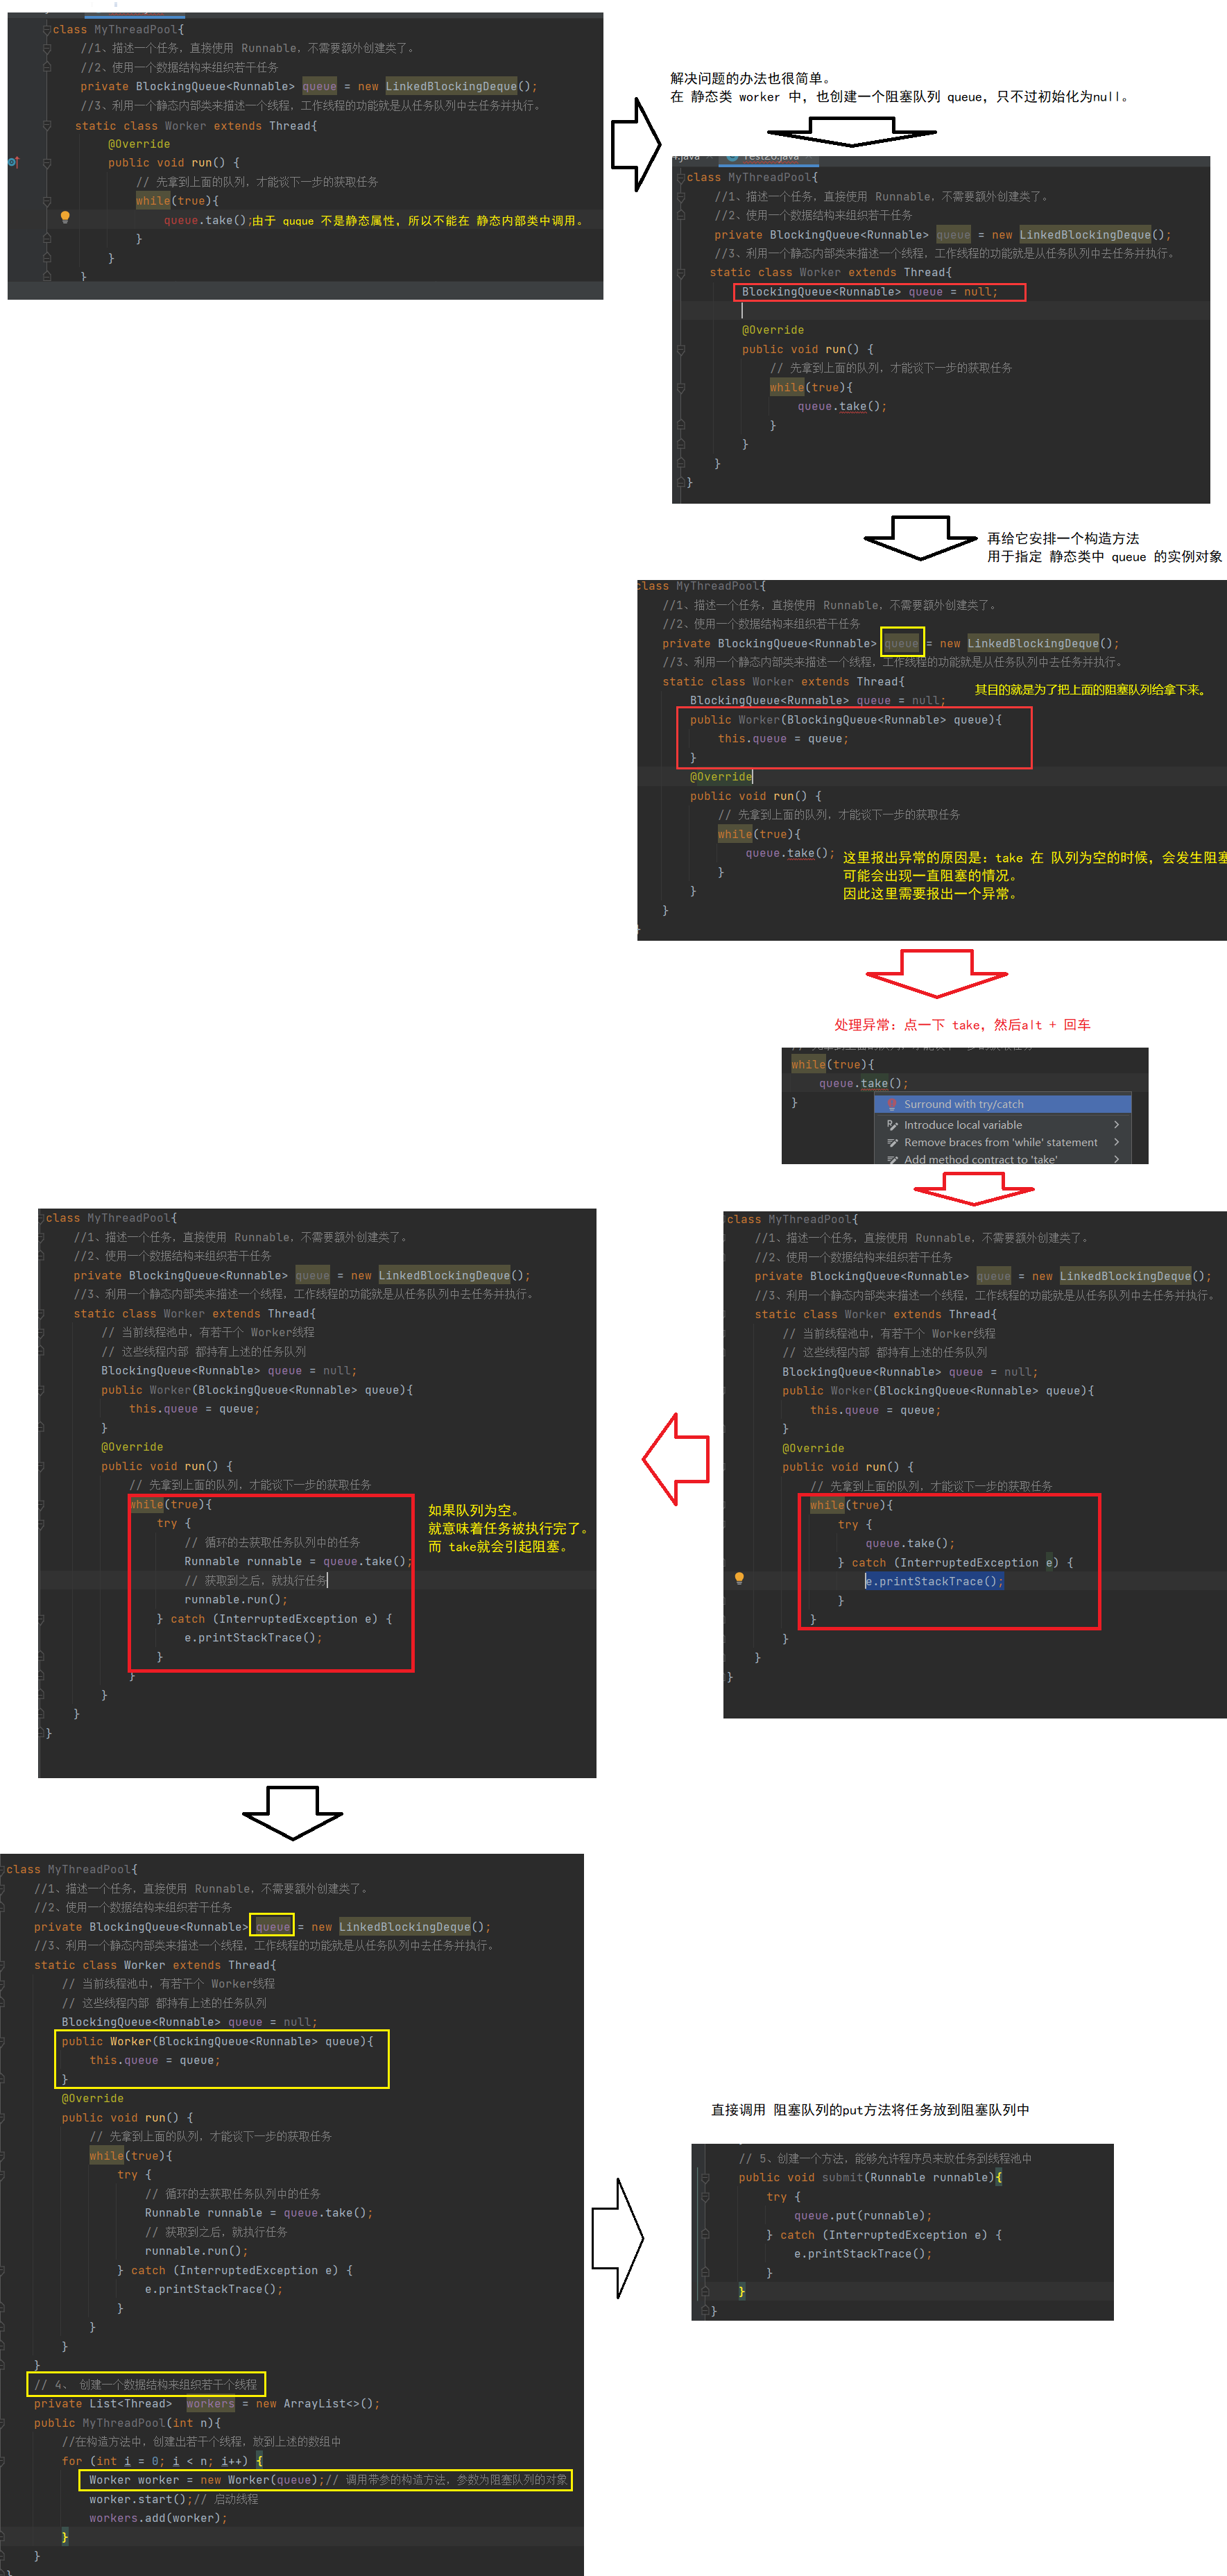 class MyThreadPool{
//1、描述一个任务，直接使用 Runnable，不需要额外创建类了。
//2、使用一个数据结构来组织若干任务
private BlockingQueue<Runnable> queue = new LinkedBlockingDeque();
//3、利用一个静态内部类来描述一个线程，工作线程的功能就是从任务队列中去任务并执行。
static class Worker extends Thread{
@Override
public void run() {
// 先拿到上面的队列，才能谈下一步的获取任务
while(true){
queue.take();由于 quque 不是静态属性，所以不能在 静态内部类中调用。
}
}
}
解决问题的办法也很简单。
在 静态类 worker 中，也创建一个阻塞队列 queue，只不过初始化为null。
4.java Test26.java
class MyThreadPool{
//1、描述一个任务，直接使用 Runnable，不需要额外创建类了。
//2、使用一个数据结构来组织若干任务
private BlockingQueue<Runnable> queue = new LinkedBlockingDeque();
//3、利用一个静态内部类来描述一个线程，工作线程的功能就是从任务队列中去任务并执行。
static class Worker extends Thread{
BlockingQueue<Runnable> queue = null;
@Override
public void run() {
// 先拿到上面的队列，才能谈下一步的获取任务
while(true){
queue.take();
}
}
}
}
再给它安排一个构造方法
用于指定 静态类中 queue 的实例对象
class MyThreadPool{
//1、描述一个任务，直接使用 Runnable，不需要额外创建类了。
//2、使用一个数据结构来组织若干任务
private BlockingQueue<Runnable> queue = new LinkedBlockingDeque();
//3、利用一个静态内部类来描述一个线程，工作线程的功能就是从任务队列中去任务并执行。
static class Worker extends Thread{
其目的就是为了把上面的阻塞队列给拿下来。
BlockingQueue<Runnable> queue = null;
public Worker(BlockingQueue<Runnable> queue){
this.queue = queue;
}
@Override
public void run() {
// 先拿到上面的队列，才能谈下一步的获取任务
while(true){
queue.take(); 这里报出异常的原因是：take 在 队列为空的时候，会发生阻塞
可能会出现一直阻塞的情况。
}
因此这里需要报出一个异常。
}
}
}
处理异常：点一下 take，然后alt + 回车
// 先拿到上面的队列，才能谈下一步的获取任务
while(true){
queue.take();
}
Surround with try/catch
Introduce local variable
Remove braces from 'while' statement
Add method contract to 'take'
class MyThreadPool{
//1、描述一个任务，直接使用 Runnable，不需要额外创建类了。
//2、使用一个数据结构来组织若干任务
private BlockingQueue<Runnable> queue = new LinkedBlockingDeque();
//3、利用一个静态内部类来描述一个线程，工作线程的功能就是从任务队列中去任务并执行。
static class Worker extends Thread{
// 当前线程池中，有若干个 Worker线程
// 这些线程内部 都持有上述的任务队列
BlockingQueue<Runnable> queue = null;
public Worker(BlockingQueue<Runnable> queue){
this.queue = queue;
}
@Override
public void run() {
// 先拿到上面的队列，才能谈下一步的获取任务
while(true){
try {
queue.take();
} catch (InterruptedException e) {
e.printStackTrace();
}
}
}
}
}
class MyThreadPool{
//1、描述一个任务，直接使用 Runnable，不需要额外创建类了。
//2、使用一个数据结构来组织若干任务
private BlockingQueue<Runnable> queue = new LinkedBlockingDeque();
//3、利用一个静态内部类来描述一个线程，工作线程的功能就是从任务队列中去任务并执行。
static class Worker extends Thread{
// 当前线程池中，有若干个 Worker线程
// 这些线程内部 都持有上述的任务队列
BlockingQueue<Runnable> queue = null;
public Worker(BlockingQueue<Runnable> queue){
this.queue = queue;
}
@Override
public void run() {
// 先拿到上面的队列，才能谈下一步的获取任务
while(true){
try {
// 循环的去获取任务队列中的任务
Runnable runnable = queue.take();
// 获取到之后，就执行任务
runnable.run();
} catch (InterruptedException e) {
e.printStackTrace();
}
}
}
}
}
如果队列为空。
就意味着任务被执行完了。
而 take就会引起阻塞。
class MyThreadPool{
//1、描述一个任务，直接使用 Runnable，不需要额外创建类了。
//2、使用一个数据结构来组织若干任务
private BlockingQueue<Runnable> queue = new LinkedBlockingDeque();
//3、利用一个静态内部类来描述一个线程，工作线程的功能就是从任务队列中去任务并执行。
static class Worker extends Thread{
// 当前线程池中，有若干个 Worker线程
// 这些线程内部 都持有上述的任务队列
BlockingQueue<Runnable> queue = null;
public Worker(BlockingQueue<Runnable> queue){
this.queue = queue;
}
@Override
public void run() {
// 先拿到上面的队列，才能谈下一步的获取任务
while(true){
try {
// 循环的去获取任务队列中的任务
Runnable runnable = queue.take();
// 获取到之后，就执行任务
runnable.run();
} catch (InterruptedException e) {
e.printStackTrace();
}
}
}
}
// 4、 创建一个数据结构来组织若干个线程
private List<Thread> workers = new ArrayList<>();
public MyThreadPool(int n){
//在构造方法中，创建出若干个线程，放到上述的数组中
for (int i = 0; i < n; i++) {
Worker worker = new Worker(queue);// 调用带参的构造方法，参数为阻塞队列的对象
worker.start();// 启动线程
workers.add(worker);
}
}
}
直接调用 阻塞队列的put方法将任务放到阻塞队列中
// 5、创建一个方法，能够允许程序员来放任务到线程池中
public void submit(Runnable runnable){
try {
queue.put(runnable);
} catch (InterruptedException e) {
e.printStackTrace();
}
}
}